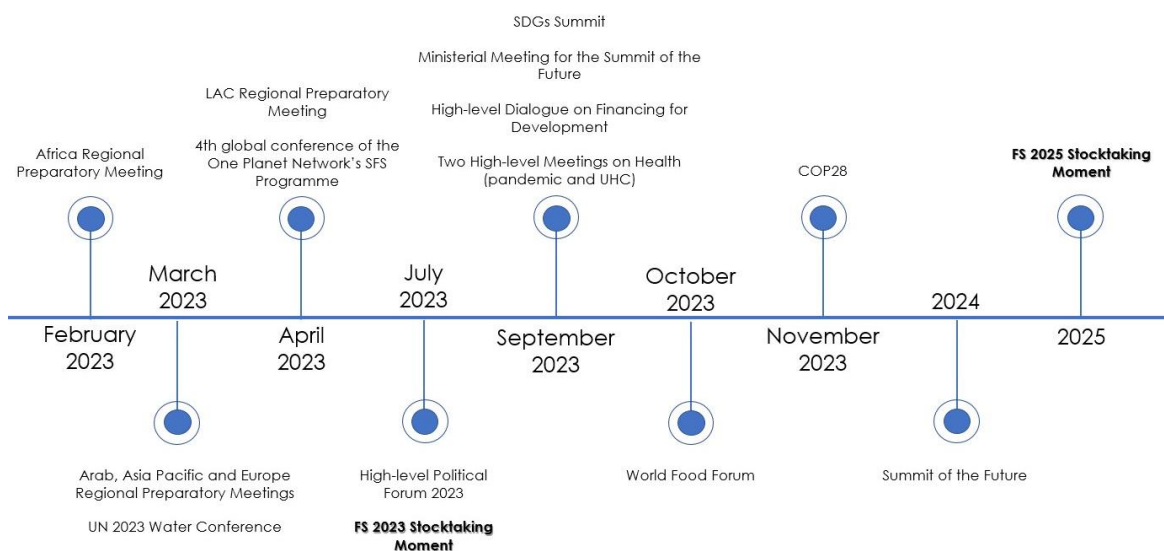 SDGs Summit
Ministerial Meeting for the Summit of the
Future
High-level Dialogue on Financing for
Development
Two High-level Meetings on Health
(pandemic and UHC)
LAC Regional Preparatory
Meeting
4th global conference of the
One Planet Network’s SFS
Programme
Africa Regional
Preparatory Meeting
COP28
FS 2025 Stocktaking
Moment
March
2023
July
2023
October
2023
2024
February
2023
April
2023
September
2023
November
2023
2025
Arab, Asia Pacific and Europe
Regional Preparatory Meetings
UN 2023 Water Conference
High-level Political
Forum 2023
FS 2023 Stocktaking
Moment
World Food Forum
Summit of the Future